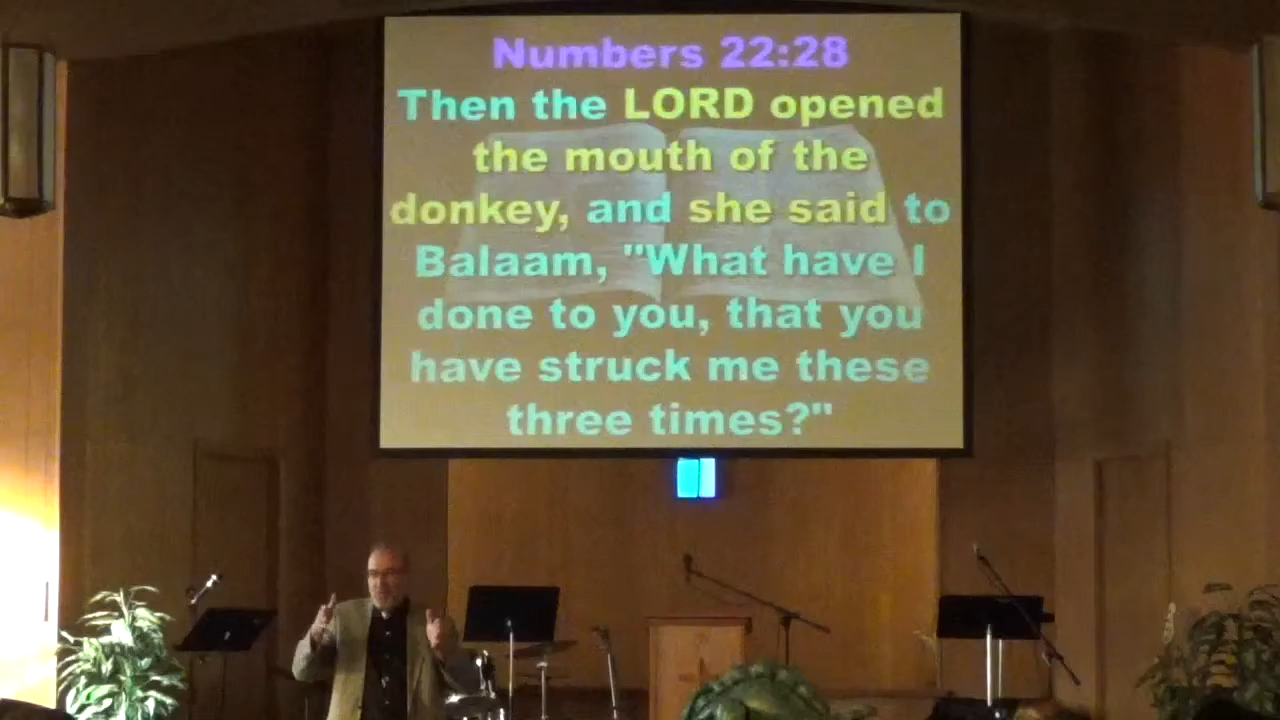 Numbers 22:28
Then the LORD opened
the mouth of the
donkey, and she said to
Balaam, "What have I
done to you, that you
have struck me these
three times?"